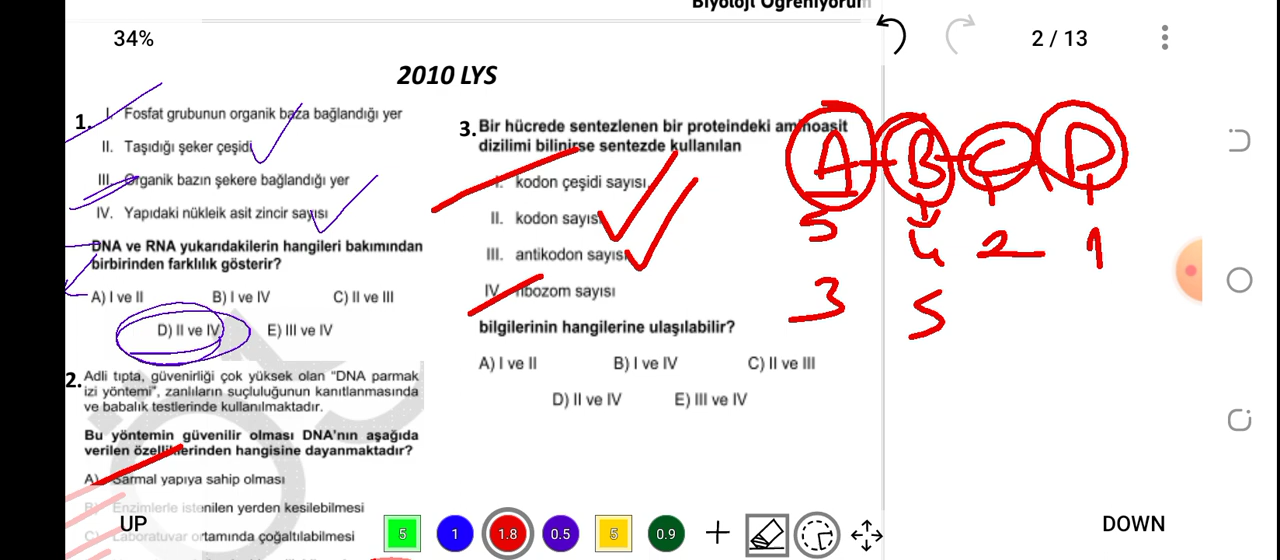 Biyoloji Öğreniyorum
34%
2 / 13
2010 LYS
1.
I. Fosfat grubunun organik baza bağlandığı yer
II. Taşıdığı şeker çeşidi
III. Organik bazın şekere bağlandığı yer
IV. Yapıdaki nükleik asit zincir sayısı
DNA ve RNA yukarıdakilerin hangileri bakımından
birbirinden farklılık gösterir?
A) I ve II B) I ve IV C) II ve III
D) II ve IV E) III ve IV
2. Adli tıpta, güvenirliği çok yüksek olan "DNA parmak
izi yöntemi", zanlıların suçluluğunun kanıtlanmasında
ve babalık testlerinde kullanılmaktadır.
Bu yöntemin güvenilir olması DNA'nın aşağıda
verilen özelliklerinden hangisine dayanmaktadır?
A) Sarmal yapıya sahip olması
B) Enzimlerle istenilen yerden kesilebilmesi
C) Laboratuvar ortamında çoğaltılabilmesi
3. Bir hücrede sentezlenen bir proteindeki aminoasit
dizilimi bilinirse sentezde kullanılan
I. kodon çeşidi sayısı,
II. kodon sayısı,
III. antikodon sayısı,
IV. ribozom sayısı
bilgilerinin hangilerine ulaşılabilir?
A) I ve II B) I ve IV C) II ve III
D) II ve IV E) III ve IV
A B C D
5 4 2 1
3 5
UP
5 1 1.8 0.5 5 0.9
DOWN